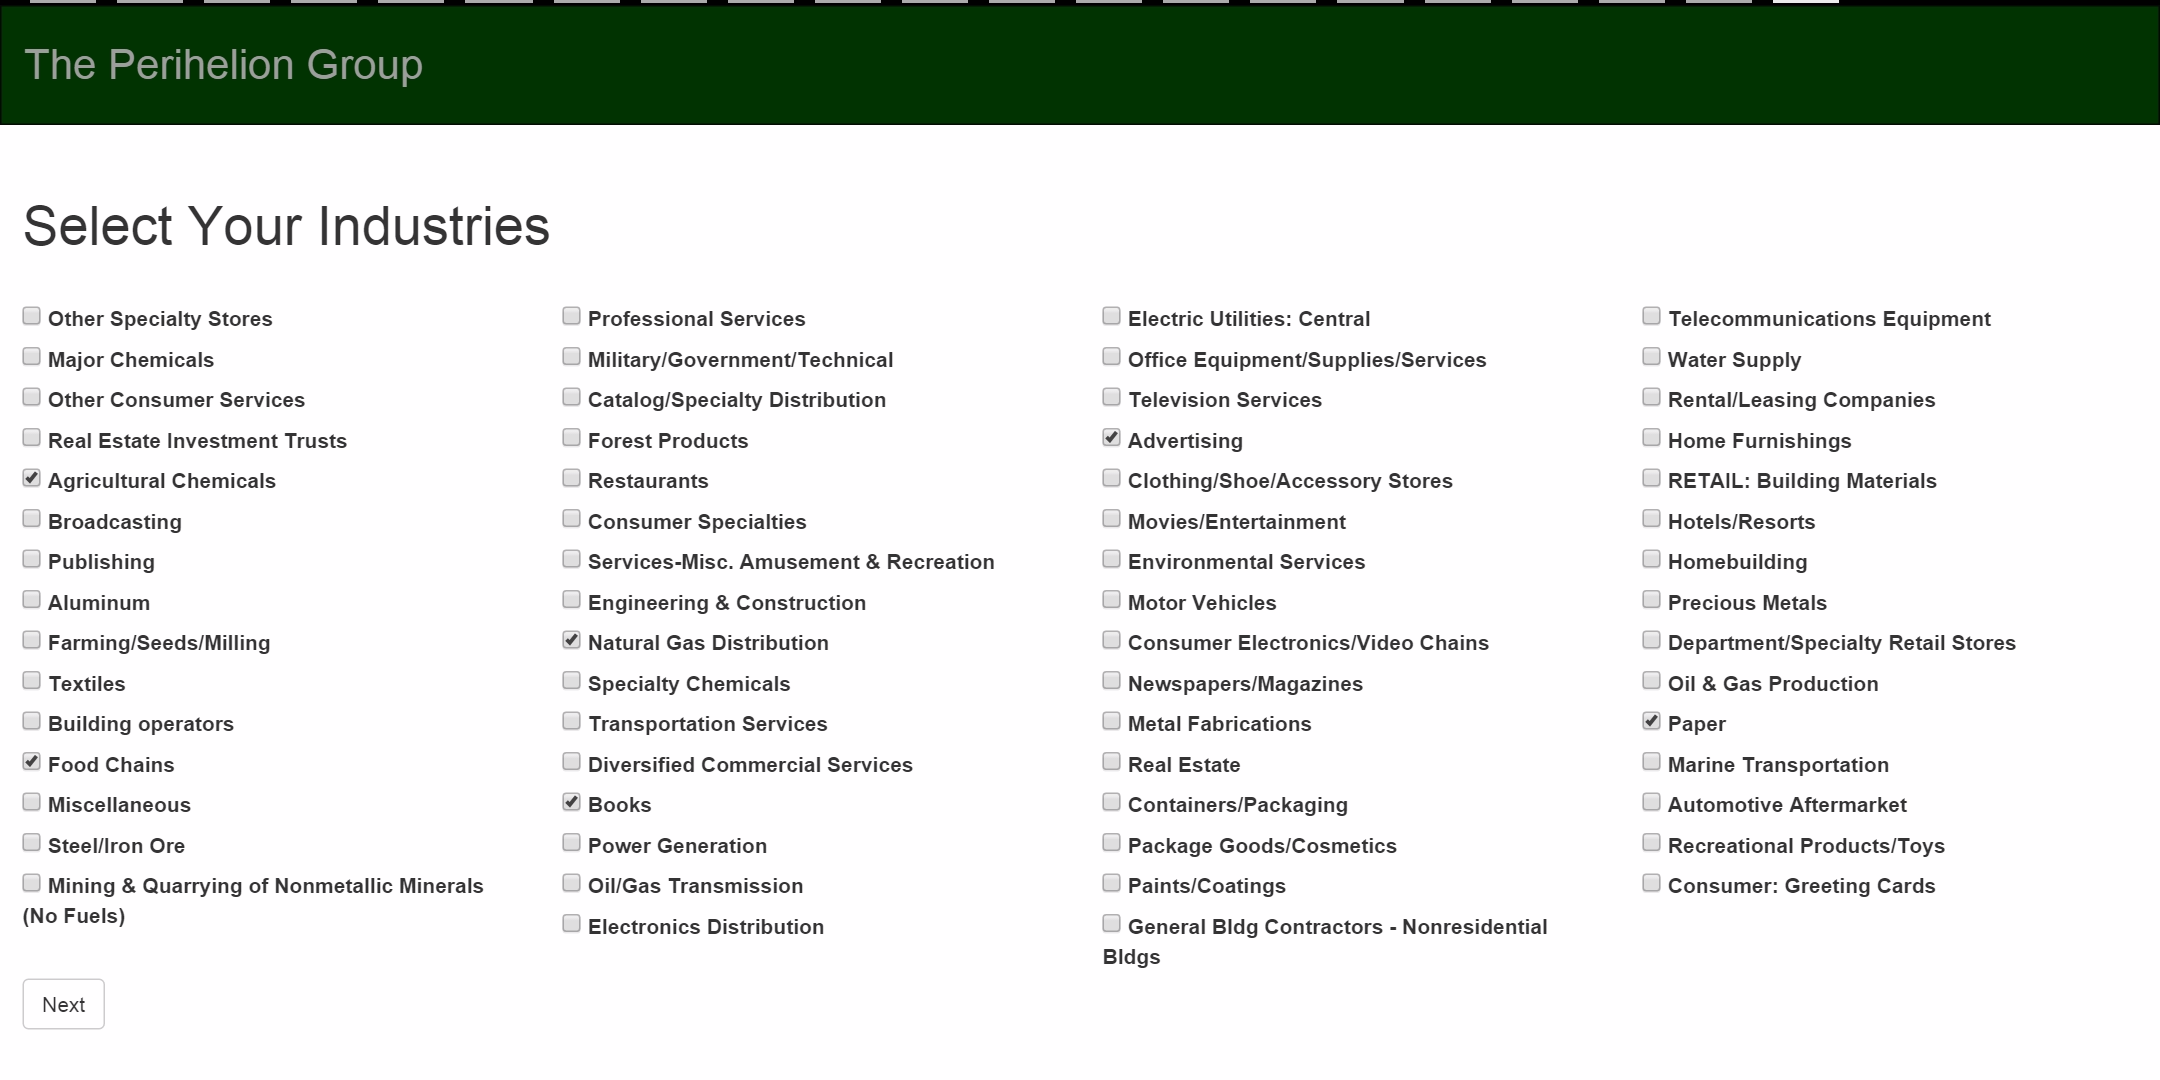 The Perihelion Group
Select Your Industries
Other Specialty Stores
Major Chemicals
Other Consumer Services
Real Estate Investment Trusts
Agricultural Chemicals
Broadcasting
Publishing
Aluminum
Farming/Seeds/Milling
Textiles
Building operators
Food Chains
Miscellaneous
Steel/Iron Ore
Mining & Quarrying of Nonmetallic Minerals
(No Fuels)
Professional Services
Military/Government/Technical
Catalog/Specialty Distribution
Forest Products
Restaurants
Consumer Specialties
Services-Misc. Amusement & Recreation
Engineering & Construction
Natural Gas Distribution
Specialty Chemicals
Transportation Services
Diversified Commercial Services
Books
Power Generation
Oil/Gas Transmission
Electronics Distribution
Electric Utilities: Central
Office Equipment/Supplies/Services
Television Services
Advertising
Clothing/Shoe/Accessory Stores
Movies/Entertainment
Environmental Services
Motor Vehicles
Consumer Electronics/Video Chains
Newspapers/Magazines
Metal Fabrications
Real Estate
Containers/Packaging
Package Goods/Cosmetics
Paints/Coatings
General Bldg Contractors - Nonresidential
Bldgs
Telecommunications Equipment
Water Supply
Rental/Leasing Companies
Home Furnishings
RETAIL: Building Materials
Hotels/Resorts
Homebuilding
Precious Metals
Department/Specialty Retail Stores
Oil & Gas Production
Paper
Marine Transportation
Automotive Aftermarket
Recreational Products/Toys
Consumer: Greeting Cards
Next